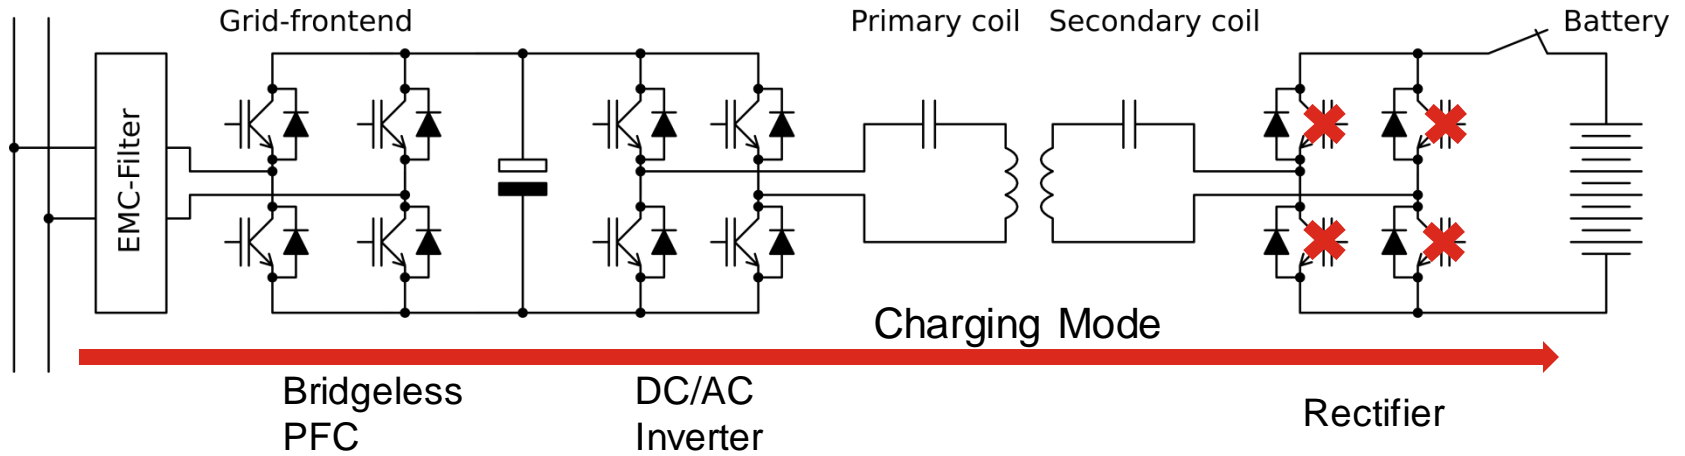 Grid-frontend
Primary coil
Secondary coil
Battery
EMC-Filter
Charging Mode
Bridgeless
PFC
DC/AC
Inverter
Rectifier